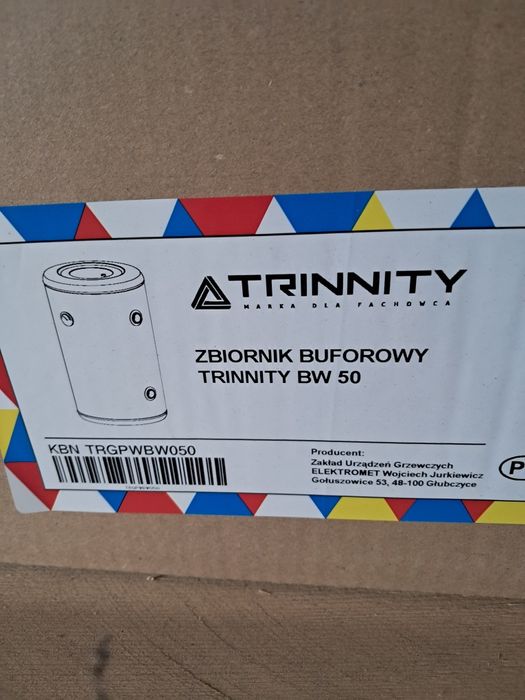 TRINNITY
MARKA DLA FACHOWCA
ZBIORNIK BUFOROWY
TRINNITY BW 50
KBN TRGPWBW050
TRGPWBW050
Producent:
Zakład Urządzeń Grzewczych
ELEKTROMET Wojciech Jurkiewicz
Gołuszowice 53, 48-100 Głubczyce
P